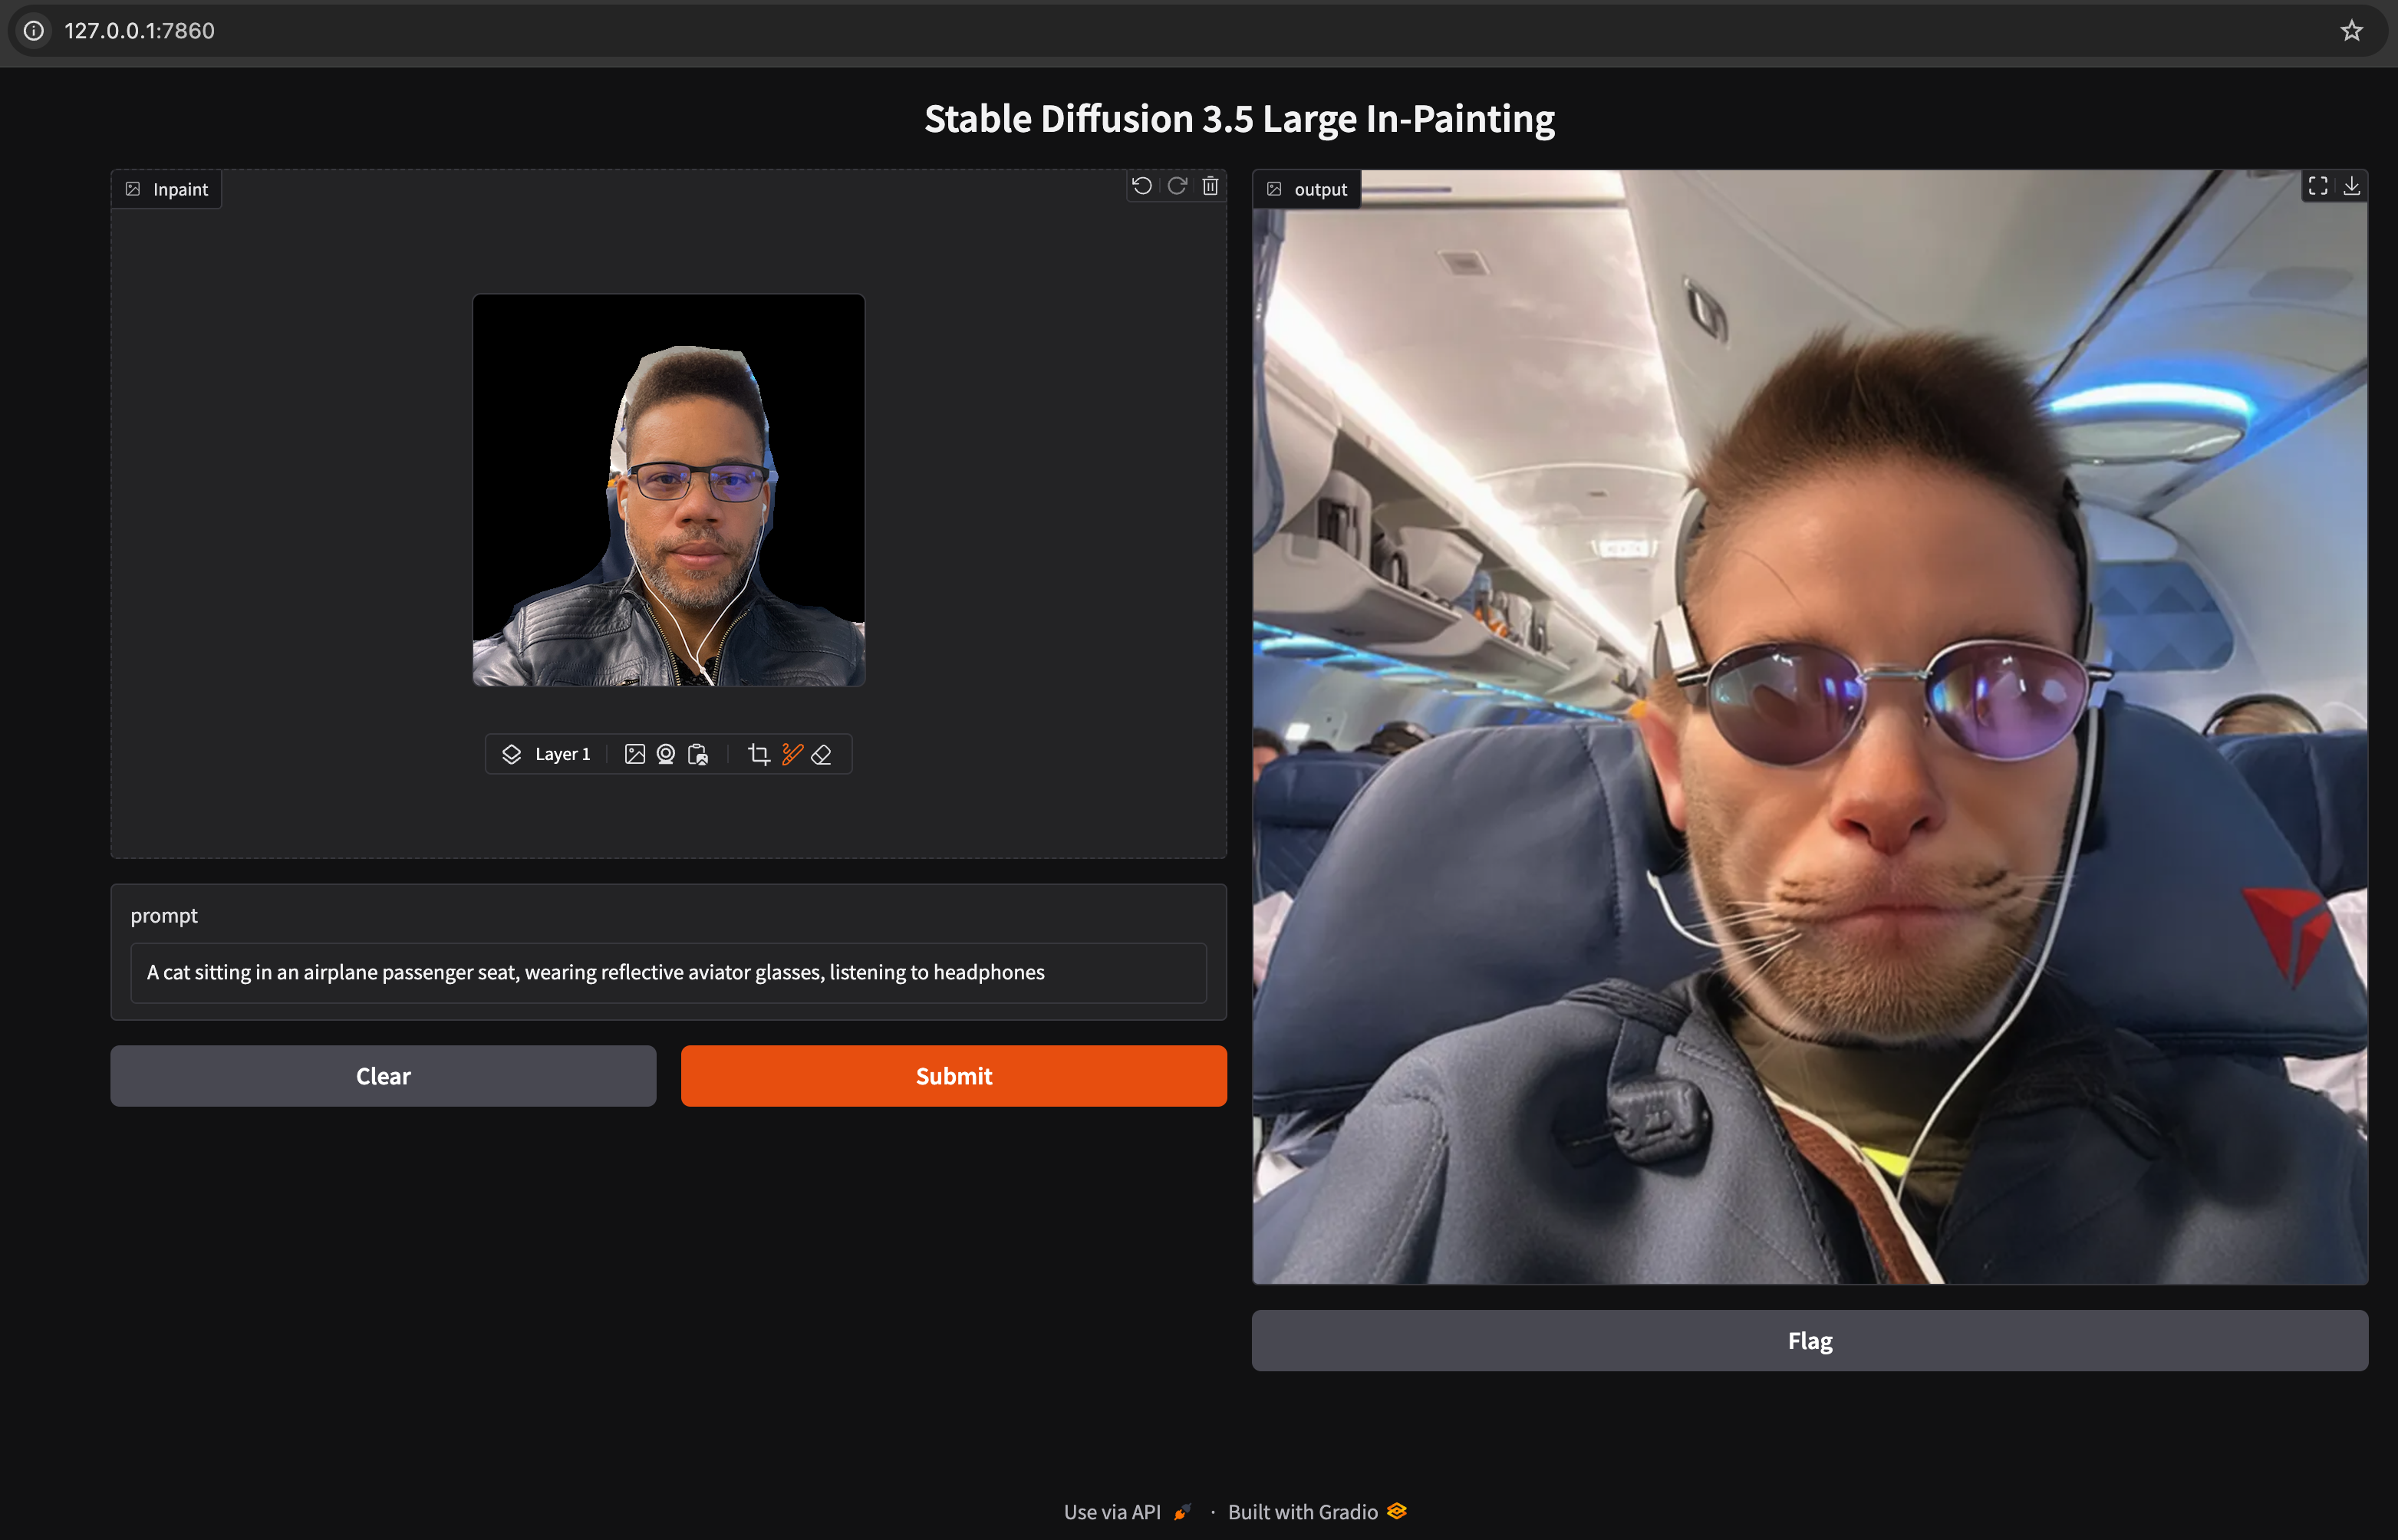 127.0.0.1:7860
Stable Diffusion 3.5 Large In-Painting
Inpaint
Layer 1
prompt
A cat sitting in an airplane passenger seat, wearing reflective aviator glasses, listening to headphones
Clear
Submit
output
Flag
Use via API · Built with Gradio